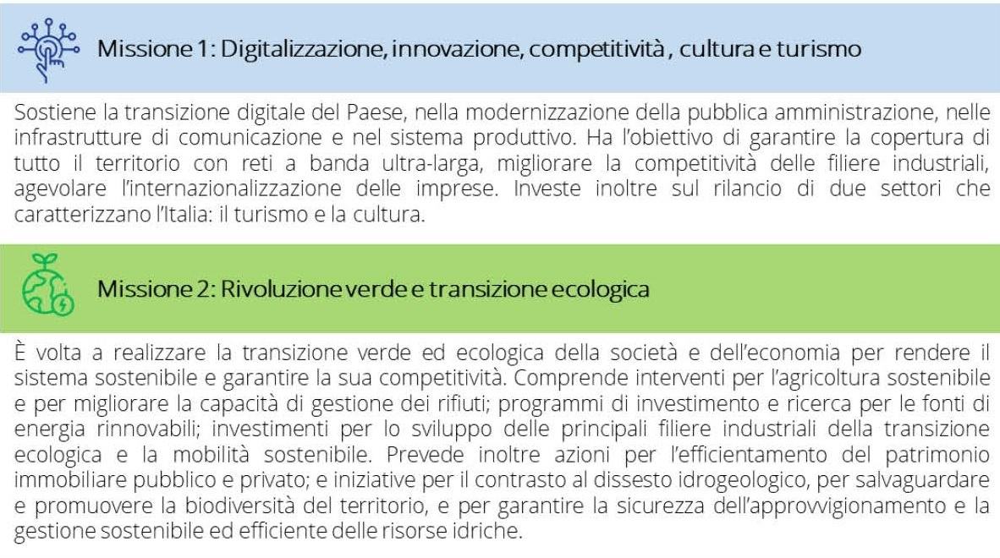 Missione 1: Digitalizzazione, innovazione, competitività, cultura e turismo
Sostiene la transizione digitale del Paese, nella modernizzazione della pubblica amministrazione, nelle
infrastrutture di comunicazione e nel sistema produttivo. Ha l'obiettivo di garantire la copertura di
tutto il territorio con reti a banda ultra-larga, migliorare la competitività delle filiere industriali,
agevolare l'internazionalizzazione delle imprese. Investe inoltre sul rilancio di due settori che
caratterizzano l'Italia: il turismo e la cultura.
Missione 2: Rivoluzione verde e transizione ecologica
È volta a realizzare la transizione verde ed ecologica della società e dell'economia per rendere il
sistema sostenibile e garantire la sua competitività. Comprende interventi per l'agricoltura sostenibile
e per migliorare la capacità di gestione dei rifiuti; programmi di investimento e ricerca per le fonti di
energia rinnovabili; investimenti per lo sviluppo delle principali filiere industriali della transizione
ecologica e la mobilità sostenibile. Prevede inoltre azioni per l'efficientamento del patrimonio
immobiliare pubblico e privato; e iniziative per il contrasto al dissesto idrogeologico, per salvaguardare
e promuovere la biodiversità del territorio, e per garantire la sicurezza dell'approvvigionamento e la
gestione sostenibile ed efficiente delle risorse idriche.